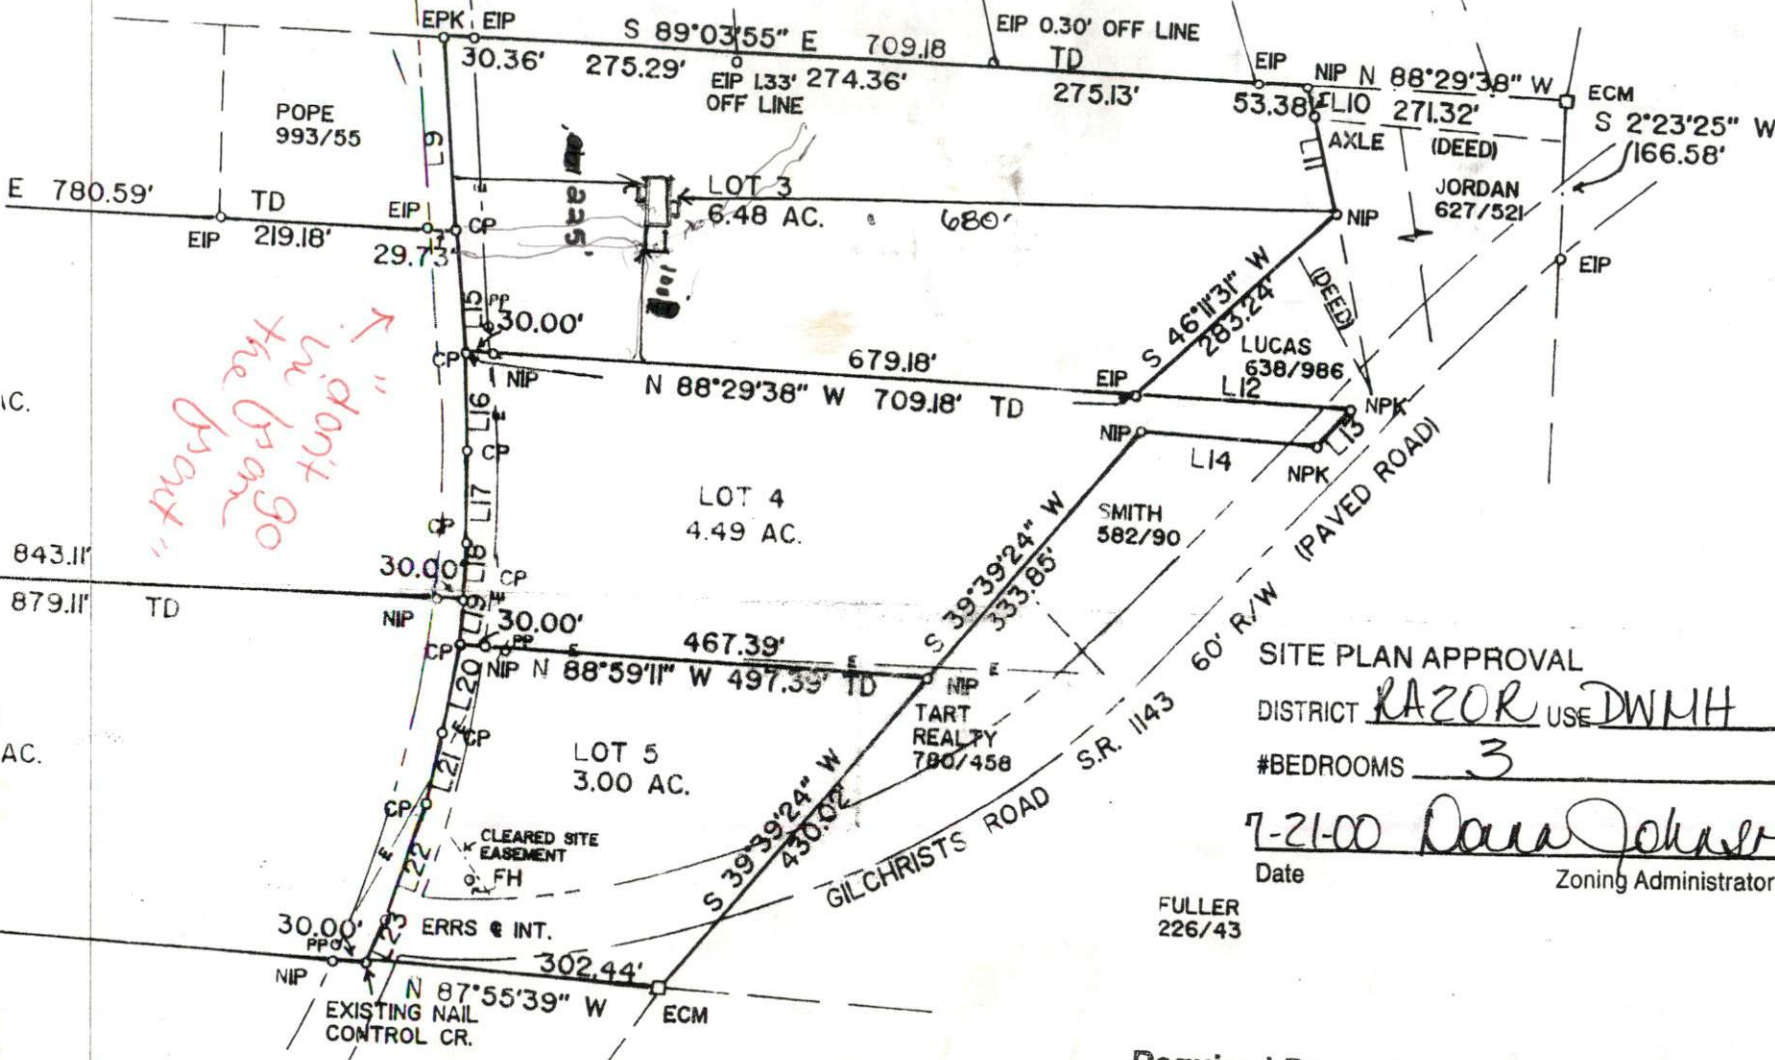 EPK EIP
S 89°03'55" E 709.18
EIP 0.30' OFF LINE
30.36'
275.29'
EIP 1.33'
OFF LINE
274.36'
TD
275.13'
EIP
53.38'
NIP
N 88°29'38" W
ECM
L10
271.32'
AXLE
(DEED)
S 2°23'25" W
166.58'
POPE
993/55
L9
L11
JORDAN
627/521
E 780.59'
TD
EIP
219.18'
EIP
29.73'
CP
225'
LOT 3
6.48 AC.
680'
NIP
EIP
L15
PP
30.00'
CP
NIP
679.18'
N 88°29'38" W 709.18' TD
S 46°11'31" W
283.24'
(DEED)
LUCAS
638/986
EIP
L12
NPK
L13
NIP
L14
NPK
"don't go
in the
AC.
L16
CP
L17
LOT 4
4.49 AC.
SMITH
582/90
S 39°39'24" W
333.85'
(PAVED ROAD)
CP
843.11'
879.11'
TD
30.00'
NIP
L18
CP
L19
30.00'
PP
CP
NIP
467.39'
N 88°59'11" W 497.39' TD
E
E
E
NIP
L20
CP
TART
REALTY
780/458
60' R/W
S.R. 1143
GILCHRISTS ROAD
AC.
L21
LOT 5
3.00 AC.
CP
S 39°39'24" W
430.02'
L22
E
CLEARED SITE
EASEMENT
FH
L23
ERRS ℄ INT.
30.00'
PP
NIP
302.44'
N 87°55'39" W
ECM
EXISTING NAIL
CONTROL CR.
FULLER
226/43
SITE PLAN APPROVAL
DISTRICT RA20R USE DWMH
#BEDROOMS 3
7-21-00 Dana Johnson
Date Zoning Administrator